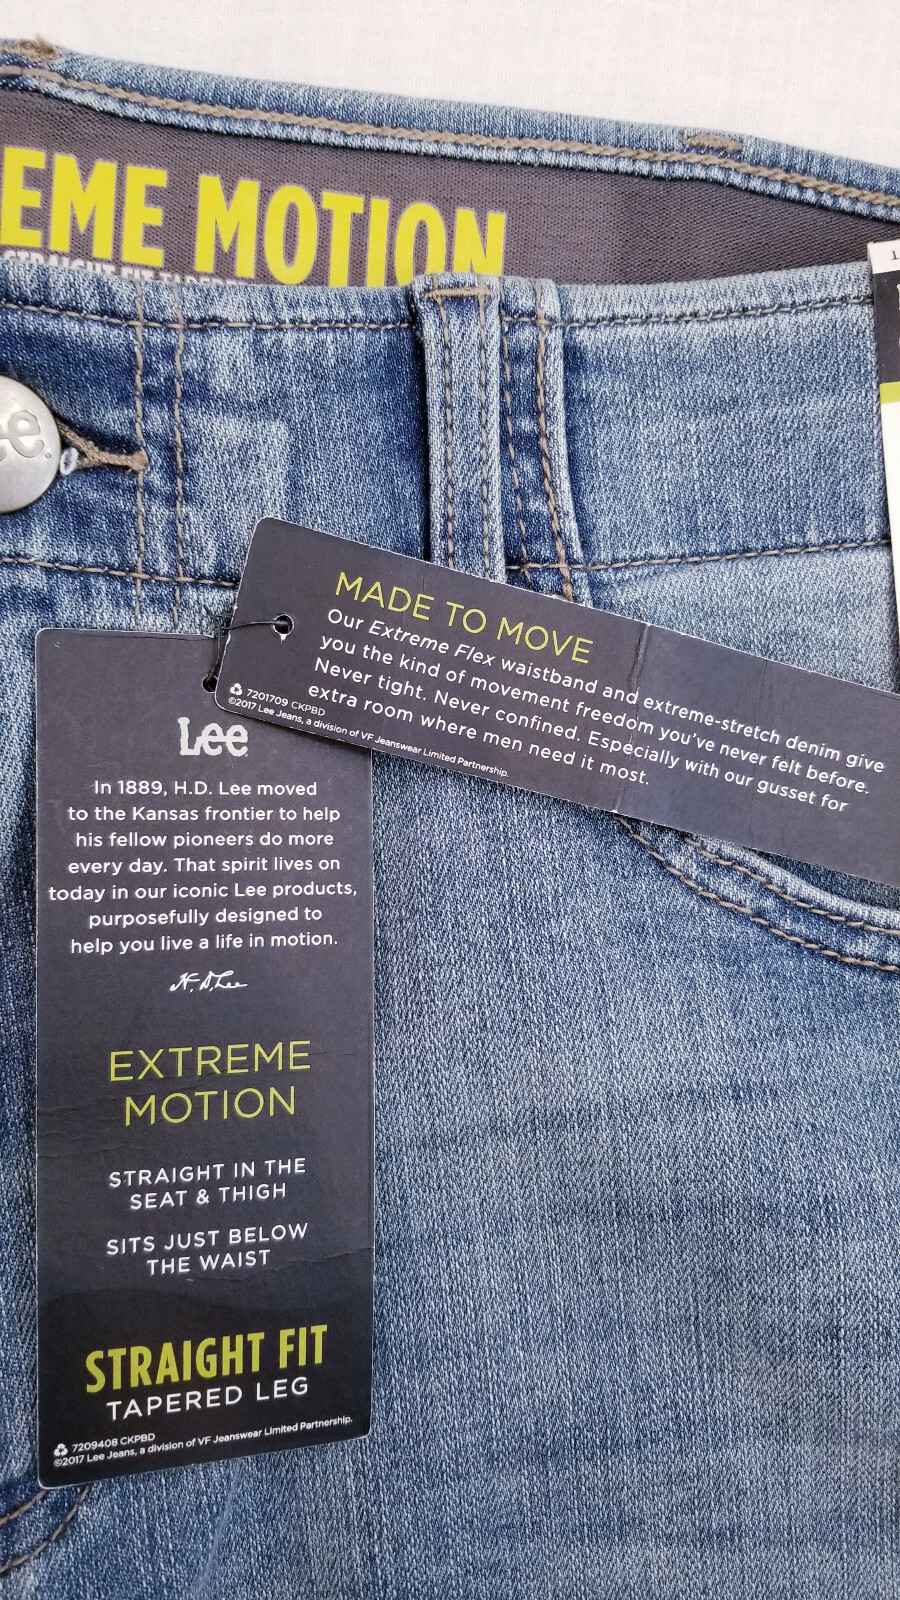 EME MOTION
STRAIGHT FIT TAPERED
ee.
MADE TO MOVE
Our Extreme Flex waistband and extreme-stretch denim give
you the kind of movement freedom you've never felt before.
Never tight. Never confined. Especially with our gusset for
extra room where men need it most.
7201709 CKPBD
©2017 Lee Jeans, a division of VF Jeanswear Limited Partnership.
Lee
In 1889, H.D. Lee moved
to the Kansas frontier to help
his fellow pioneers do more
every day. That spirit lives on
today in our iconic Lee products,
purposefully designed to
help you live a life in motion.
H.D. Lee
EXTREME
MOTION
STRAIGHT IN THE
SEAT & THIGH
SITS JUST BELOW
THE WAIST
STRAIGHT FIT
TAPERED LEG
7209408 CKPBD
©2017 Lee Jeans, a division of VF Jeanswear Limited Partnership.